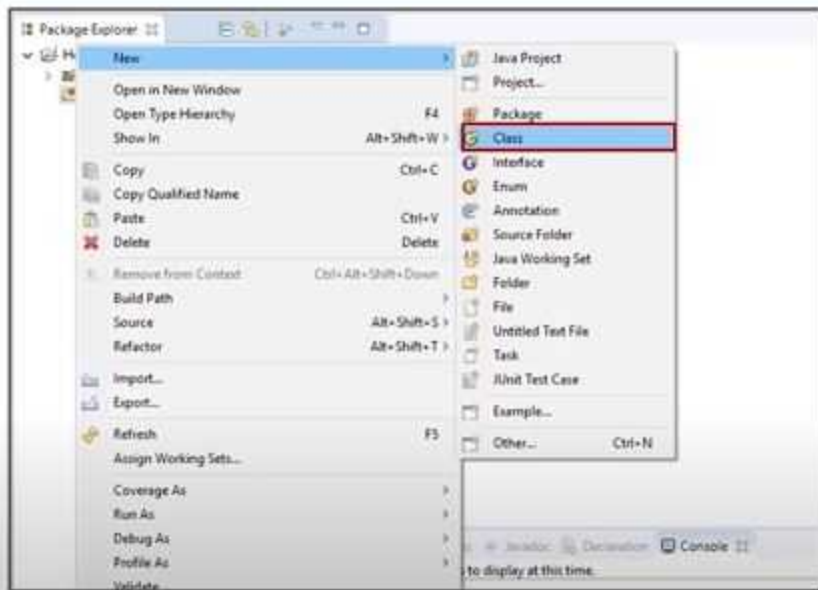 Package Explorer
H
New
Open in New Window
Open Type Hierarchy F4
Show In Alt+Shift+W
Copy Ctrl+C
Copy Qualified Name
Paste Ctrl+V
Delete Delete
Remove from Context Ctrl+Alt+Shift+Down
Build Path
Source Alt+Shift+S
Refactor Alt+Shift+T
Import...
Export...
Refresh F5
Assign Working Sets...
Coverage As
Run As
Debug As
Profile As
Validate
Java Project
Project...
Package
Class
Interface
Enum
Annotation
Source Folder
Java Working Set
Folder
File
Untitled Text File
Task
JUnit Test Case
Example...
Other... Ctrl+N
Javadoc Declaration Console
to display at this time.